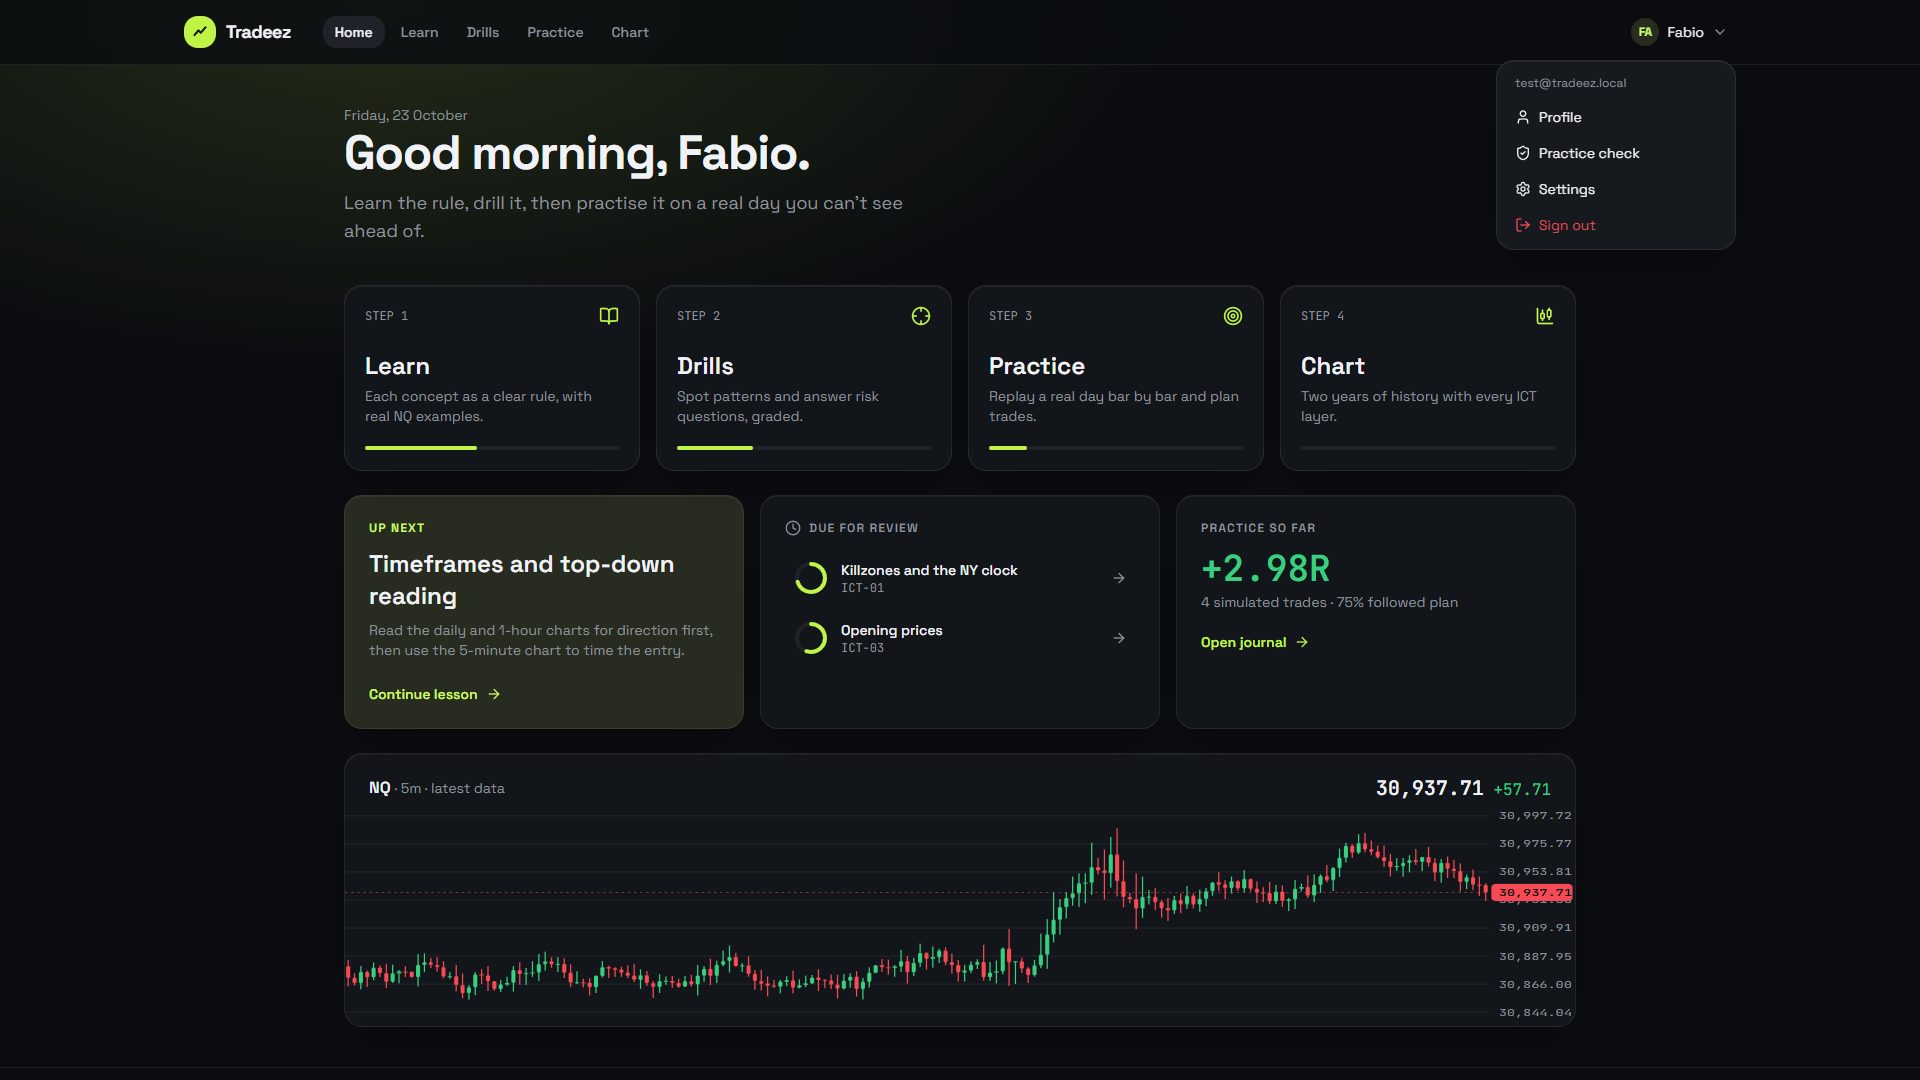 Tradeez
Home
Learn
Drills
Practice
Chart
FA
Fabio
test@tradeez.local
Profile
Practice check
Settings
Sign out
Friday, 23 October
Good morning, Fabio.
Learn the rule, drill it, then practise it on a real day you can't see
ahead of.
STEP 1
Learn
Each concept as a clear rule, with
real NQ examples.
STEP 2
Drills
Spot patterns and answer risk
questions, graded.
STEP 3
Practice
Replay a real day bar by bar and plan
trades.
STEP 4
Chart
Two years of history with every ICT
layer.
UP NEXT
Timeframes and top-down
reading
Read the daily and 1-hour charts for direction first,
then use the 5-minute chart to time the entry.
Continue lesson
DUE FOR REVIEW
Killzones and the NY clock
ICT-01
Opening prices
ICT-03
PRACTICE SO FAR
+2.98R
4 simulated trades · 75% followed plan
Open journal
NQ · 5m · latest data
30,937.71 +57.71
30,997.72
30,975.77
30,953.81
30,937.71
30,909.91
30,887.95
30,866.00
30,844.04